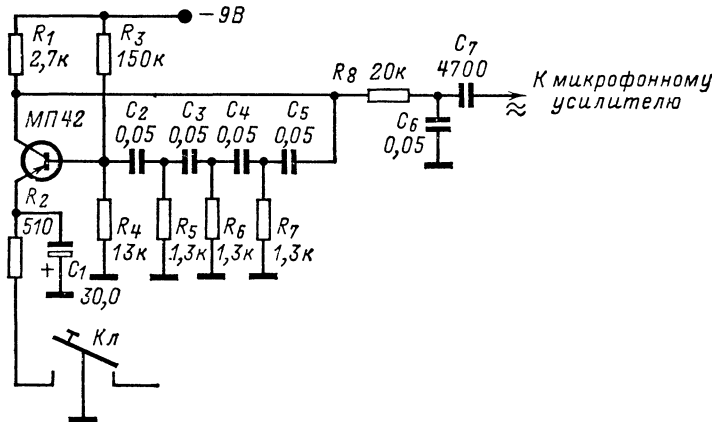 −9В
R1
2,7к
R3
150к
R8 20к
C7
4700
К микрофонному
усилителю
≈
МП42
C2
0,05
C3
0,05
C4
0,05
C5
0,05
C6
0,05
R2
510
+ C1
30,0
R4
13к
R5
1,3к
R6
1,3к
R7
1,3к
Кл